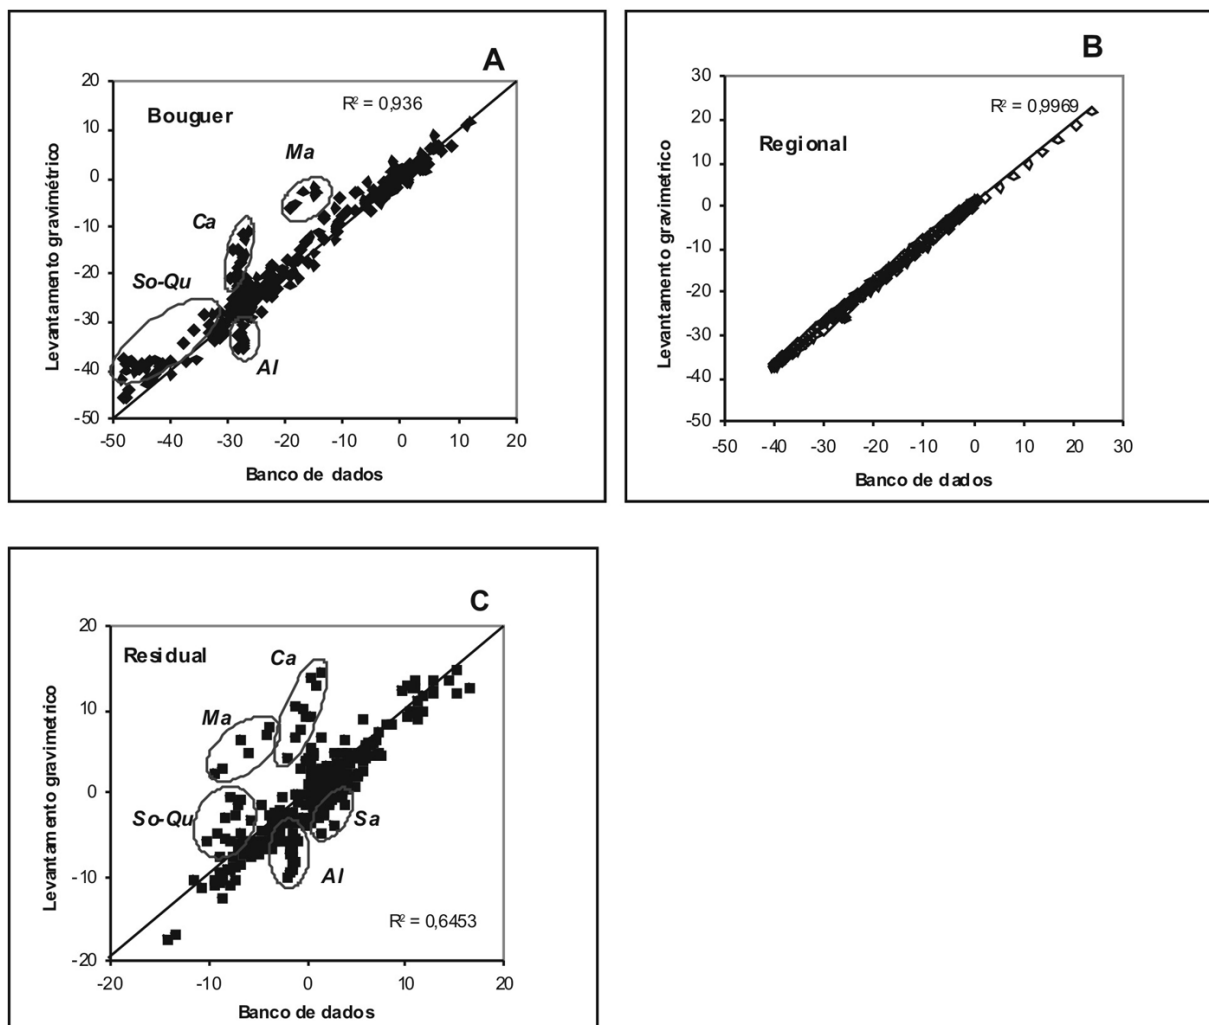 A
20
R² = 0,936
Bouguer
10
Ma
0
-10
Ca
-20
So-Qu
-30
-40
Al
-50
-50 -40 -30 -20 -10 0 10 20
Banco de dados
Levantamento gravimétrico
B
30
R² = 0,9969
20
Regional
10
0
-10
-20
-30
-40
-50
-50 -40 -30 -20 -10 0 10 20 30
Banco de dados
Levantamento gravimetrico
C
20
Residual
Ca
10
Ma
0
So-Qu
Sa
-10
Al
R² = 0,6453
-20
-20 -10 0 10 20
Banco de dados
Levantamento gravimetrico